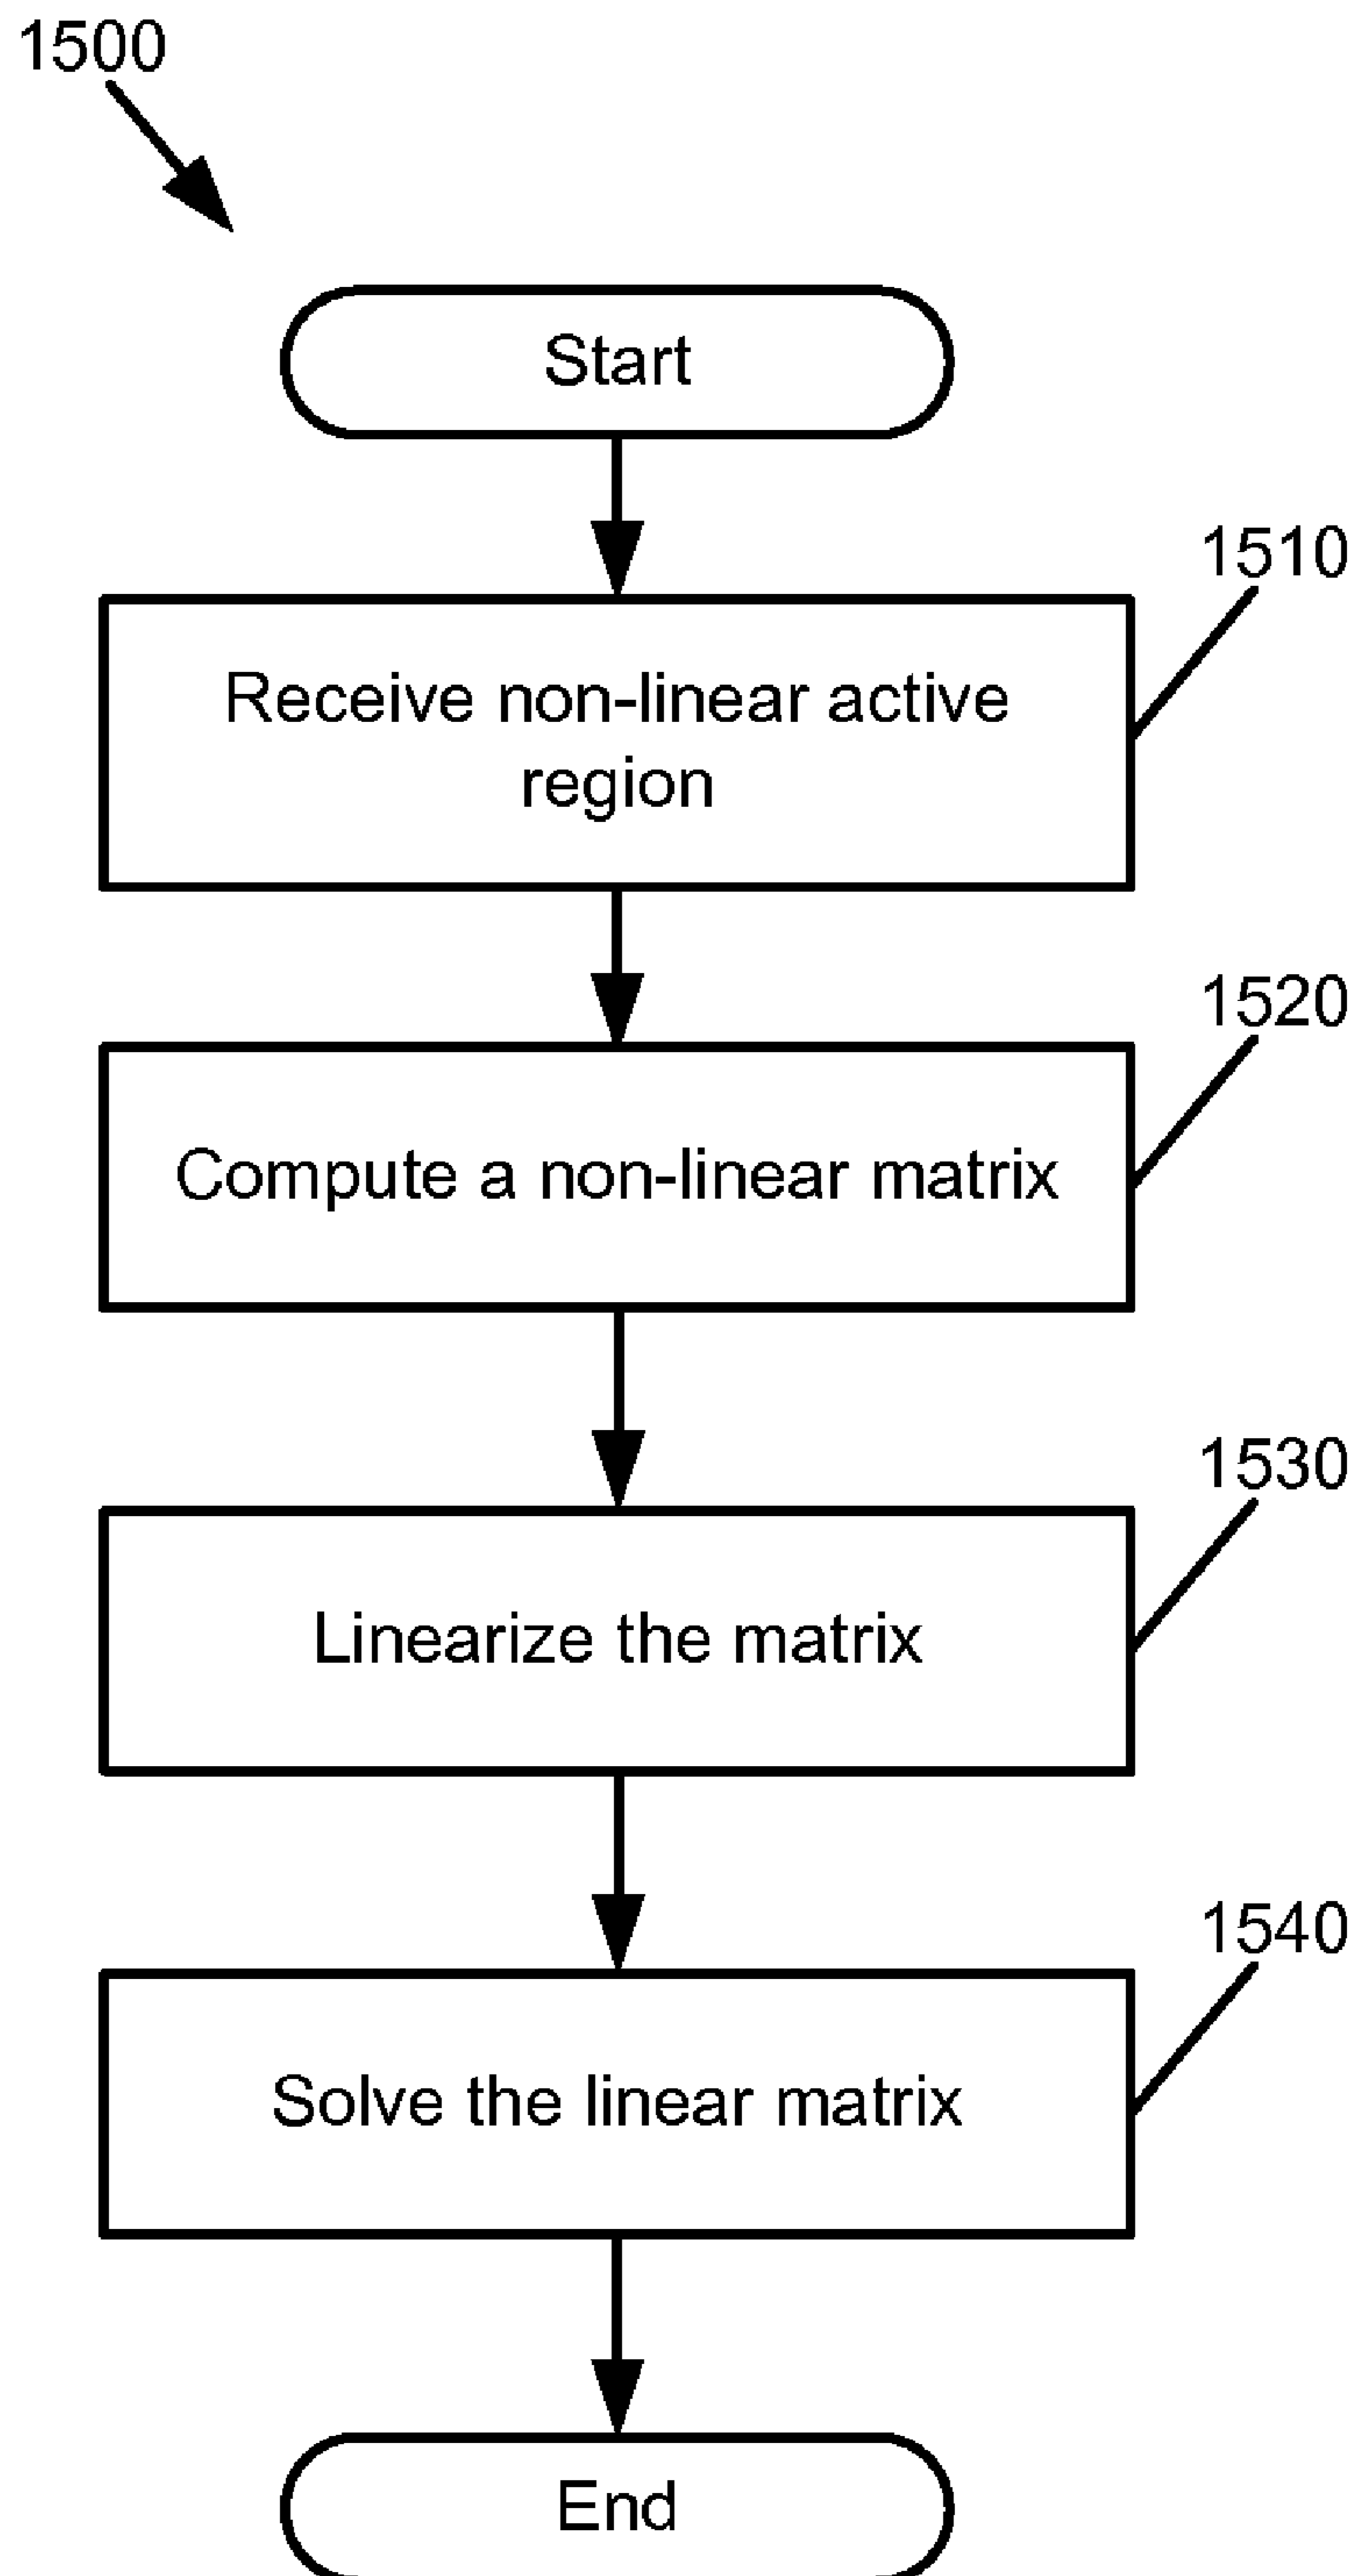 1500
Start
1510
Receive non-linear active
region
1520
Compute a non-linear matrix
1530
Linearize the matrix
1540
Solve the linear matrix
End